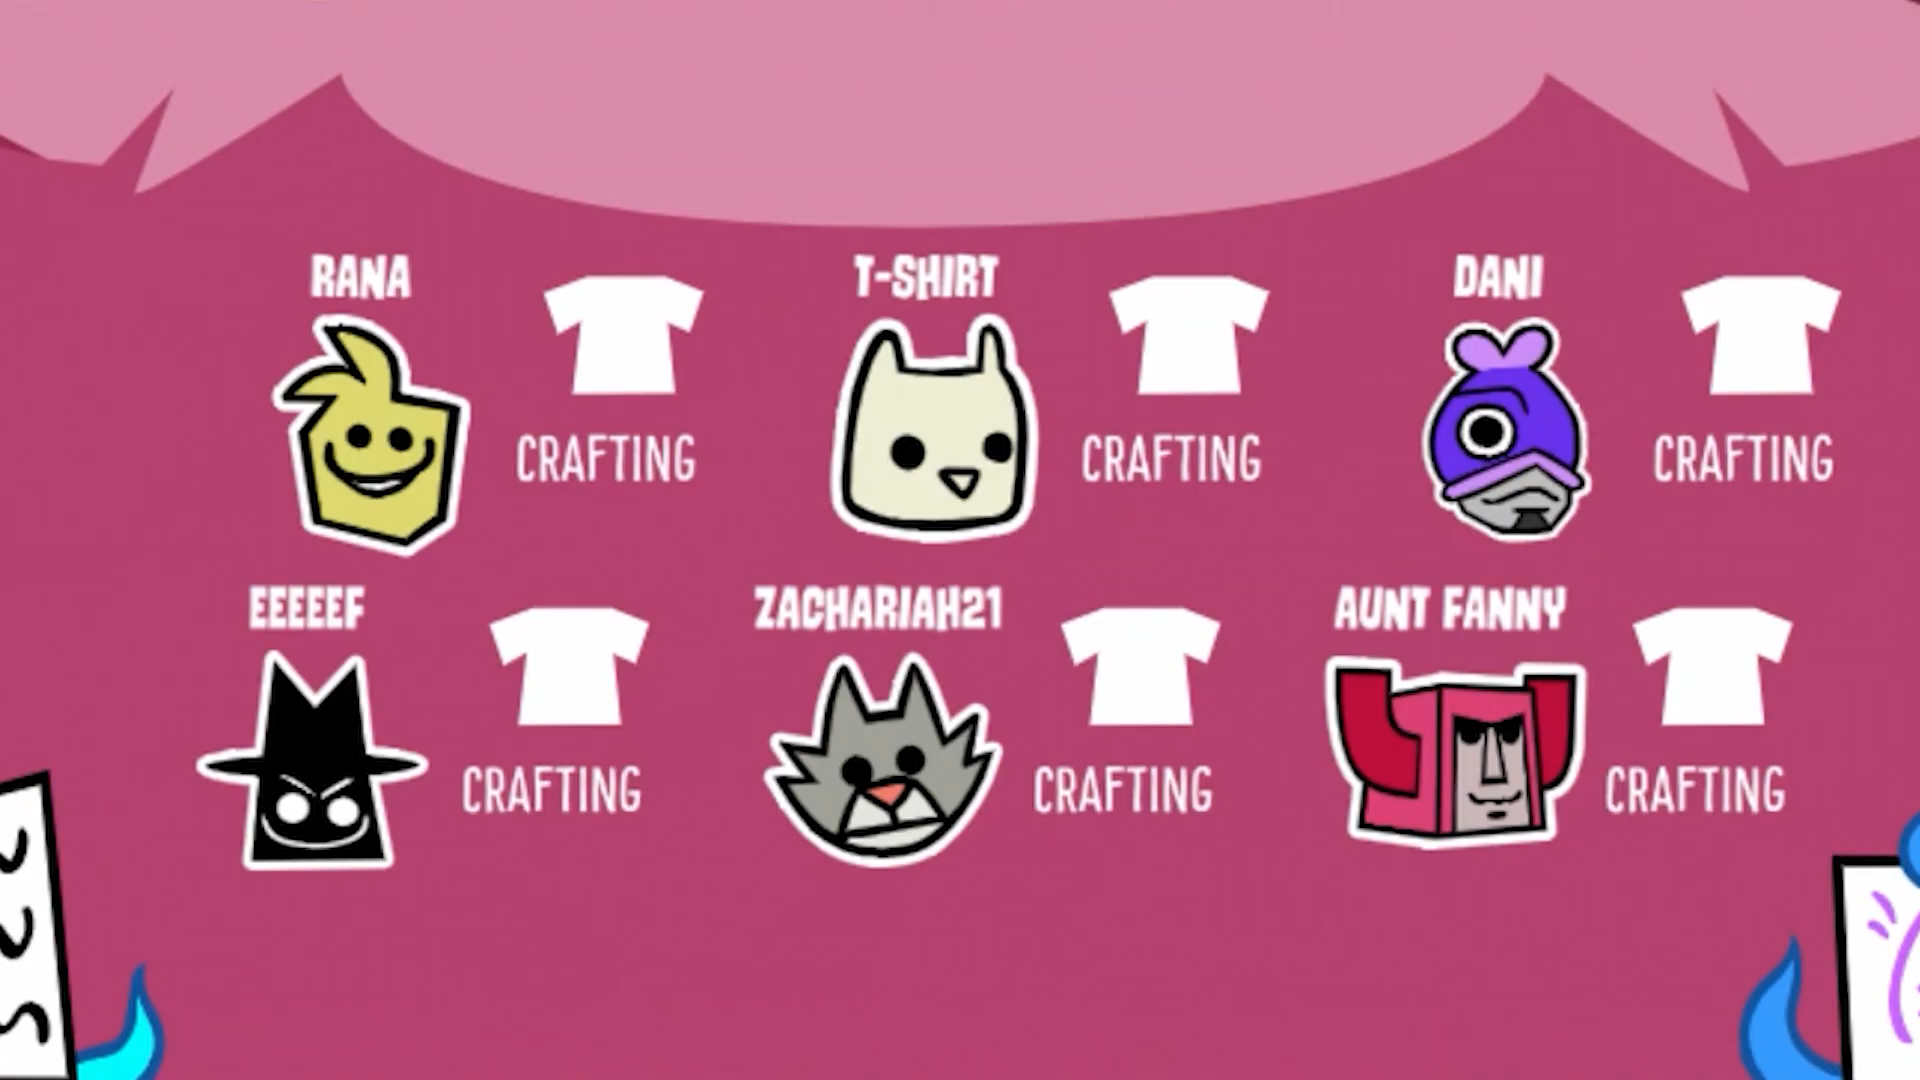 RANA
CRAFTING
T-SHIRT
CRAFTING
DANI
CRAFTING
EEEEEF
CRAFTING
ZACHARIAH21
CRAFTING
AUNT FANNY
CRAFTING